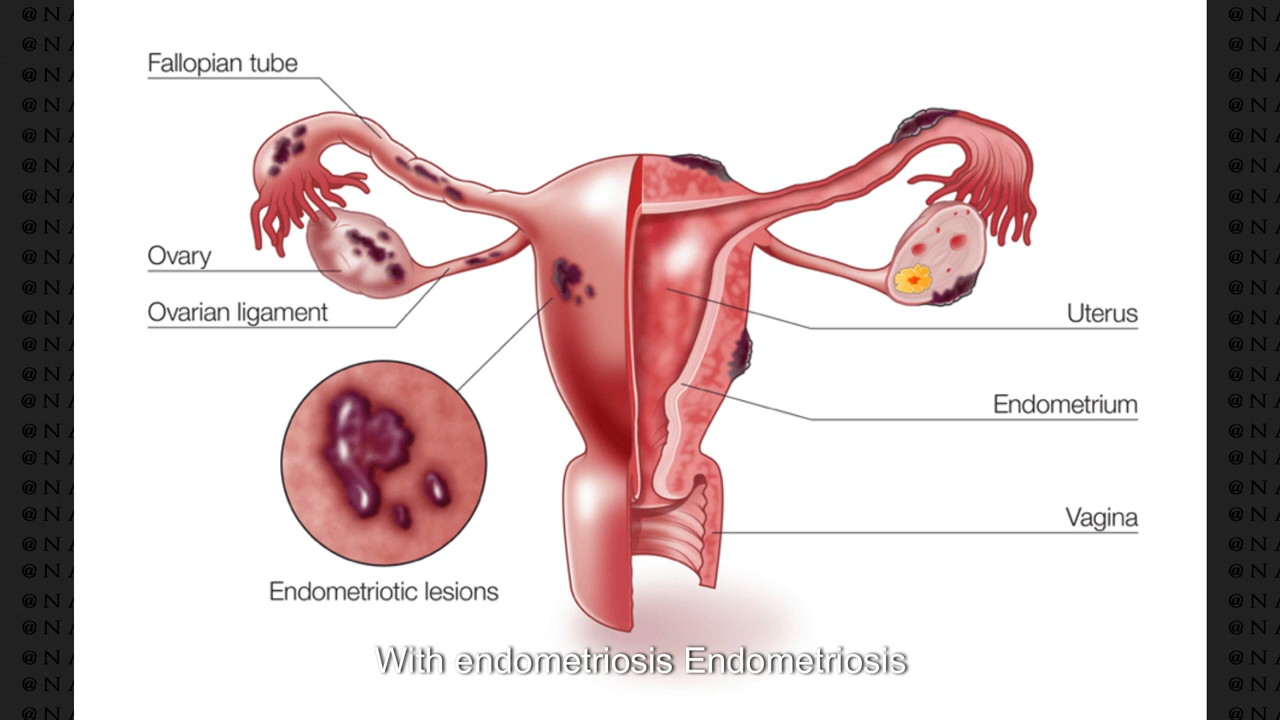 Fallopian tube
Ovary
Ovarian ligament
Uterus
Endometrium
Vagina
Endometriotic lesions
With endometriosis Endometriosis